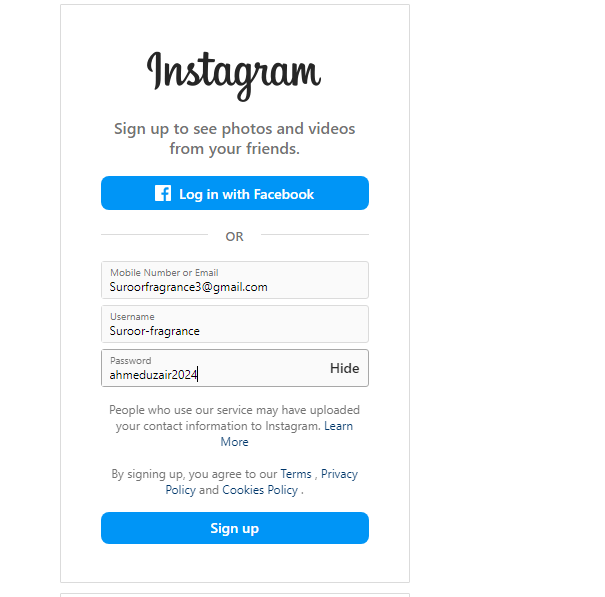 Instagram
Sign up to see photos and videos
from your friends.
Log in with Facebook
OR
Mobile Number or Email
Suroorfragrance3@gmail.com
Username
Suroor-fragrance
Password
ahmeduzair2024
Hide
People who use our service may have uploaded
your contact information to Instagram. Learn
More
By signing up, you agree to our Terms , Privacy
Policy and Cookies Policy .
Sign up